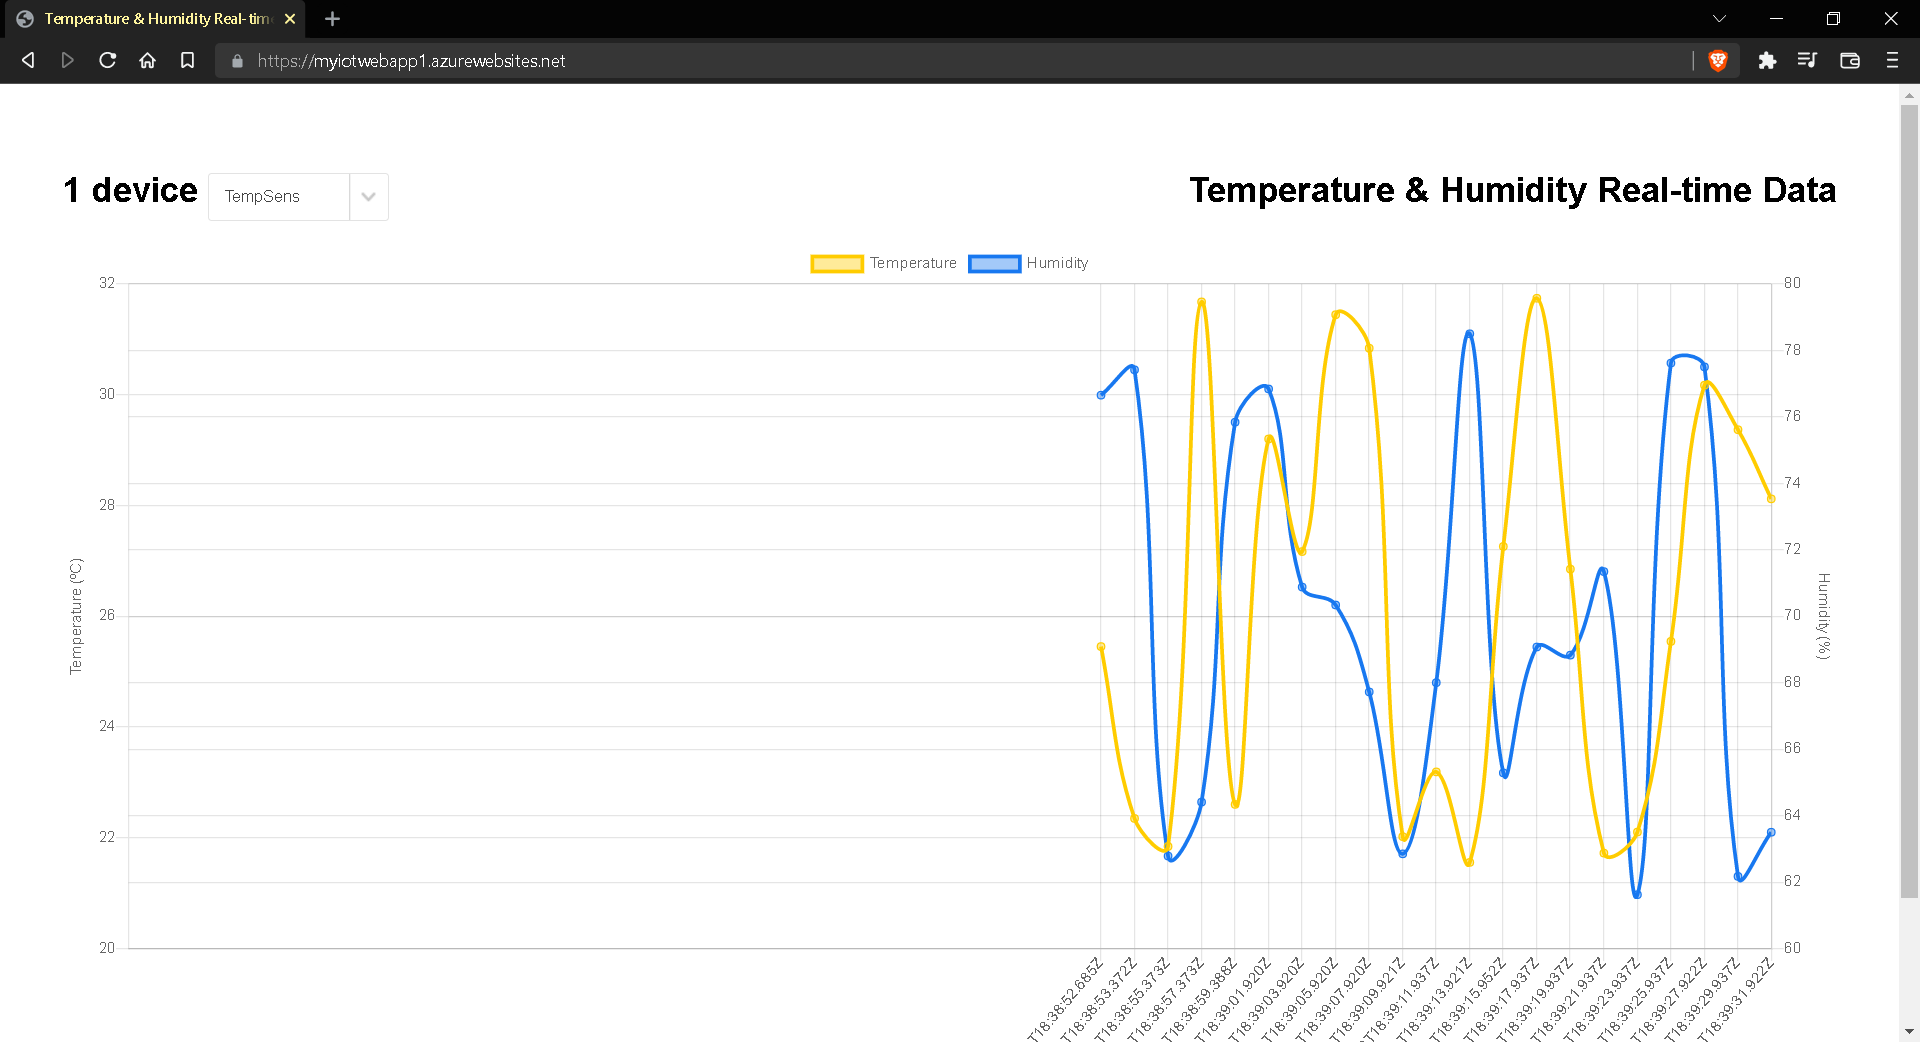 Temperature & Humidity Real-tim
https://myiotwebapp1.azurewebsites.net
1 device
TempSens
Temperature & Humidity Real-time Data
Temperature
Humidity
32
30
28
26
24
22
20
Temperature (ºC)
80
78
76
74
72
70
68
66
64
62
60
Humidity (%)
T18:38:52.685Z
T18:38:53.372Z
T18:38:55.373Z
T18:38:57.373Z
T18:38:59.388Z
T18:39:01.920Z
T18:39:03.920Z
T18:39:05.920Z
T18:39:07.920Z
T18:39:09.921Z
T18:39:11.937Z
T18:39:13.921Z
T18:39:15.952Z
T18:39:17.937Z
T18:39:19.937Z
T18:39:21.937Z
T18:39:23.937Z
T18:39:25.937Z
T18:39:27.922Z
T18:39:29.937Z
T18:39:31.922Z